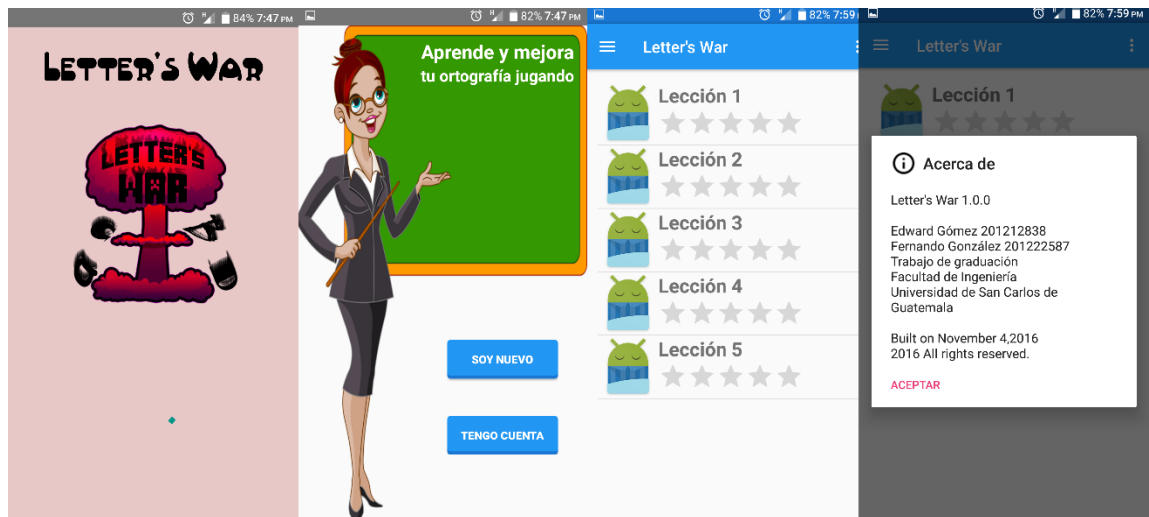 84% 7:47 PM
LETTER'S WAR
LETTER'S
WAR
82% 7:47 PM
Aprende y mejora
tu ortografía jugando
SOY NUEVO
TENGO CUENTA
82% 7:59
Letter's War
Lección 1
Lección 2
Lección 3
Lección 4
Lección 5
82% 7:59 PM
Letter's War
Lección 1
Acerca de
Letter's War 1.0.0
Edward Gómez 201212838
Fernando González 201222587
Trabajo de graduación
Facultad de Ingeniería
Universidad de San Carlos de
Guatemala
Built on November 4,2016
2016 All rights reserved.
ACEPTAR